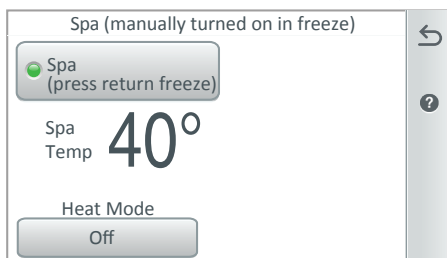 Spa (manually turned on in freeze)
Spa
(press return freeze)
Spa
Temp
40°
Heat Mode
Off
?